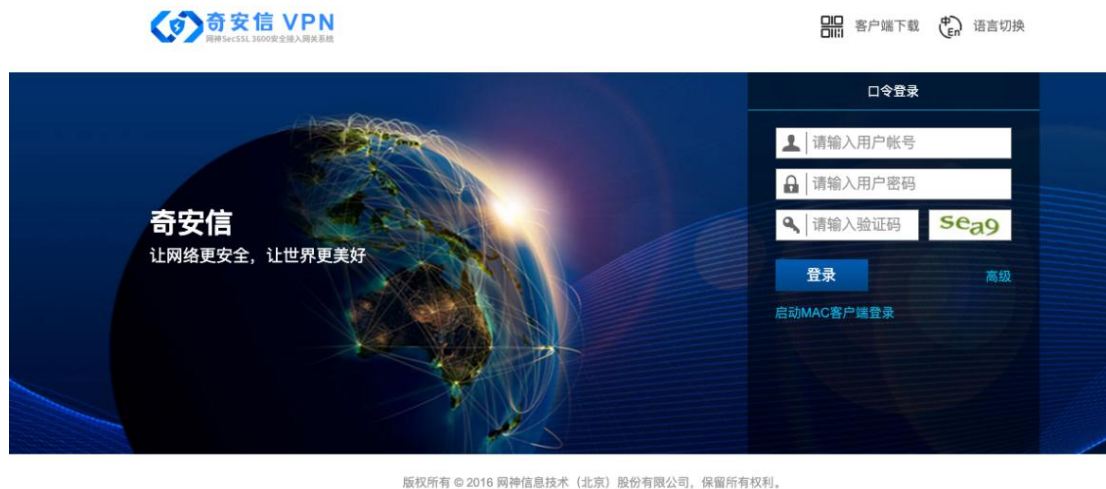 奇安信 VPN
网神SecSSL 3600安全接入网关系统
客户端下载
中 En 语言切换
口令登录
请输入用户帐号
请输入用户密码
请输入验证码 sea9
奇安信
让网络更安全，让世界更美好
登录 高级
启动MAC客户端登录
版权所有 © 2016 网神信息技术（北京）股份有限公司，保留所有权利。